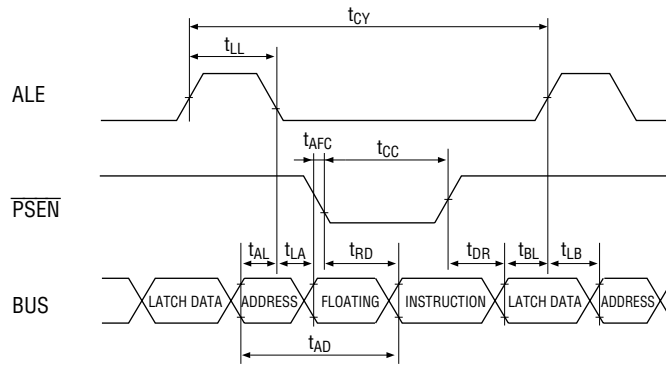 tCY
tLL
ALE
tAFC
tCC
PSEN
tAL
tLA
tRD
tDR
tBL
tLB
BUS
LATCH DATA
ADDRESS
FLOATING
INSTRUCTION
LATCH DATA
ADDRESS
tAD